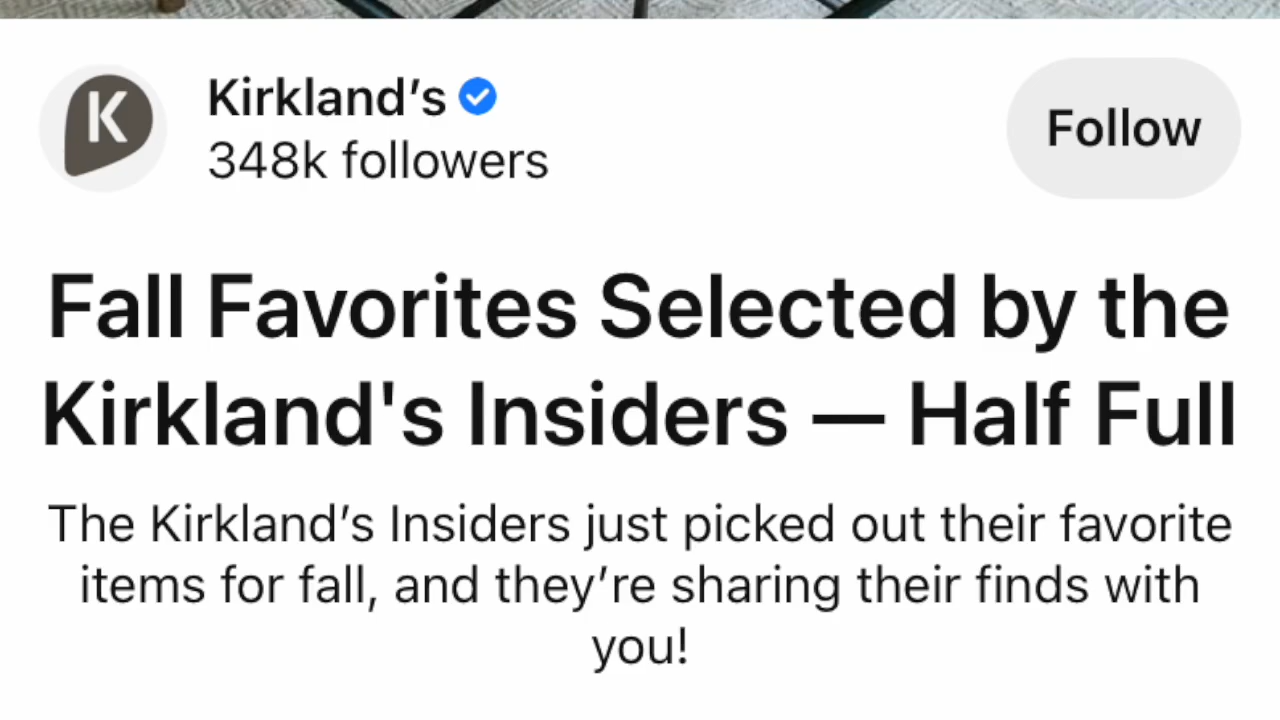 K
Kirkland’s
348k followers
Follow
Fall Favorites Selected by the
Kirkland's Insiders — Half Full
The Kirkland’s Insiders just picked out their favorite
items for fall, and they’re sharing their finds with
you!